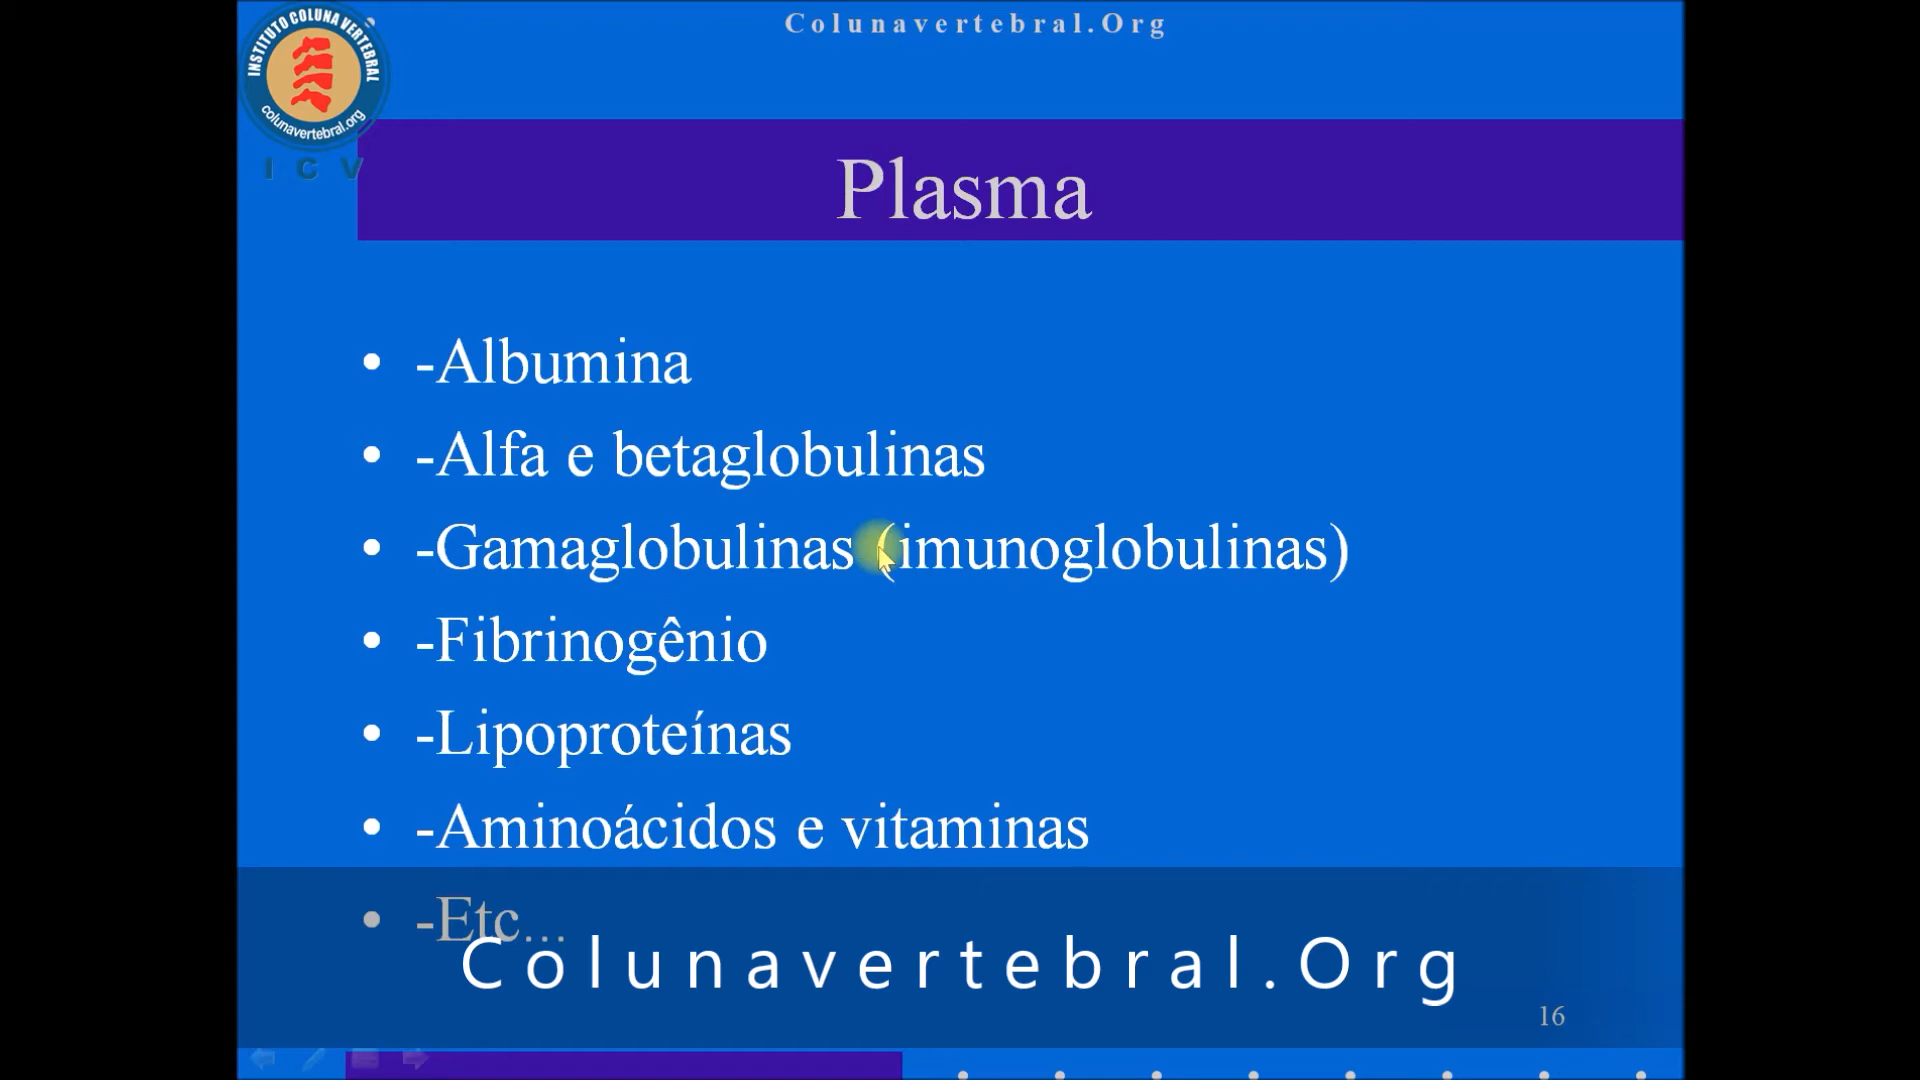 Colunavertebral.Org
INSTITUTO COLUNA VERTEBRAL
colunavertebral.org
I C V
Plasma
• -Albumina
• -Alfa e betaglobulinas
• -Gamaglobulinas (imunoglobulinas)
• -Fibrinogênio
• -Lipoproteínas
• -Aminoácidos e vitaminas
• -Etc...
Colunavertebral.Org
16